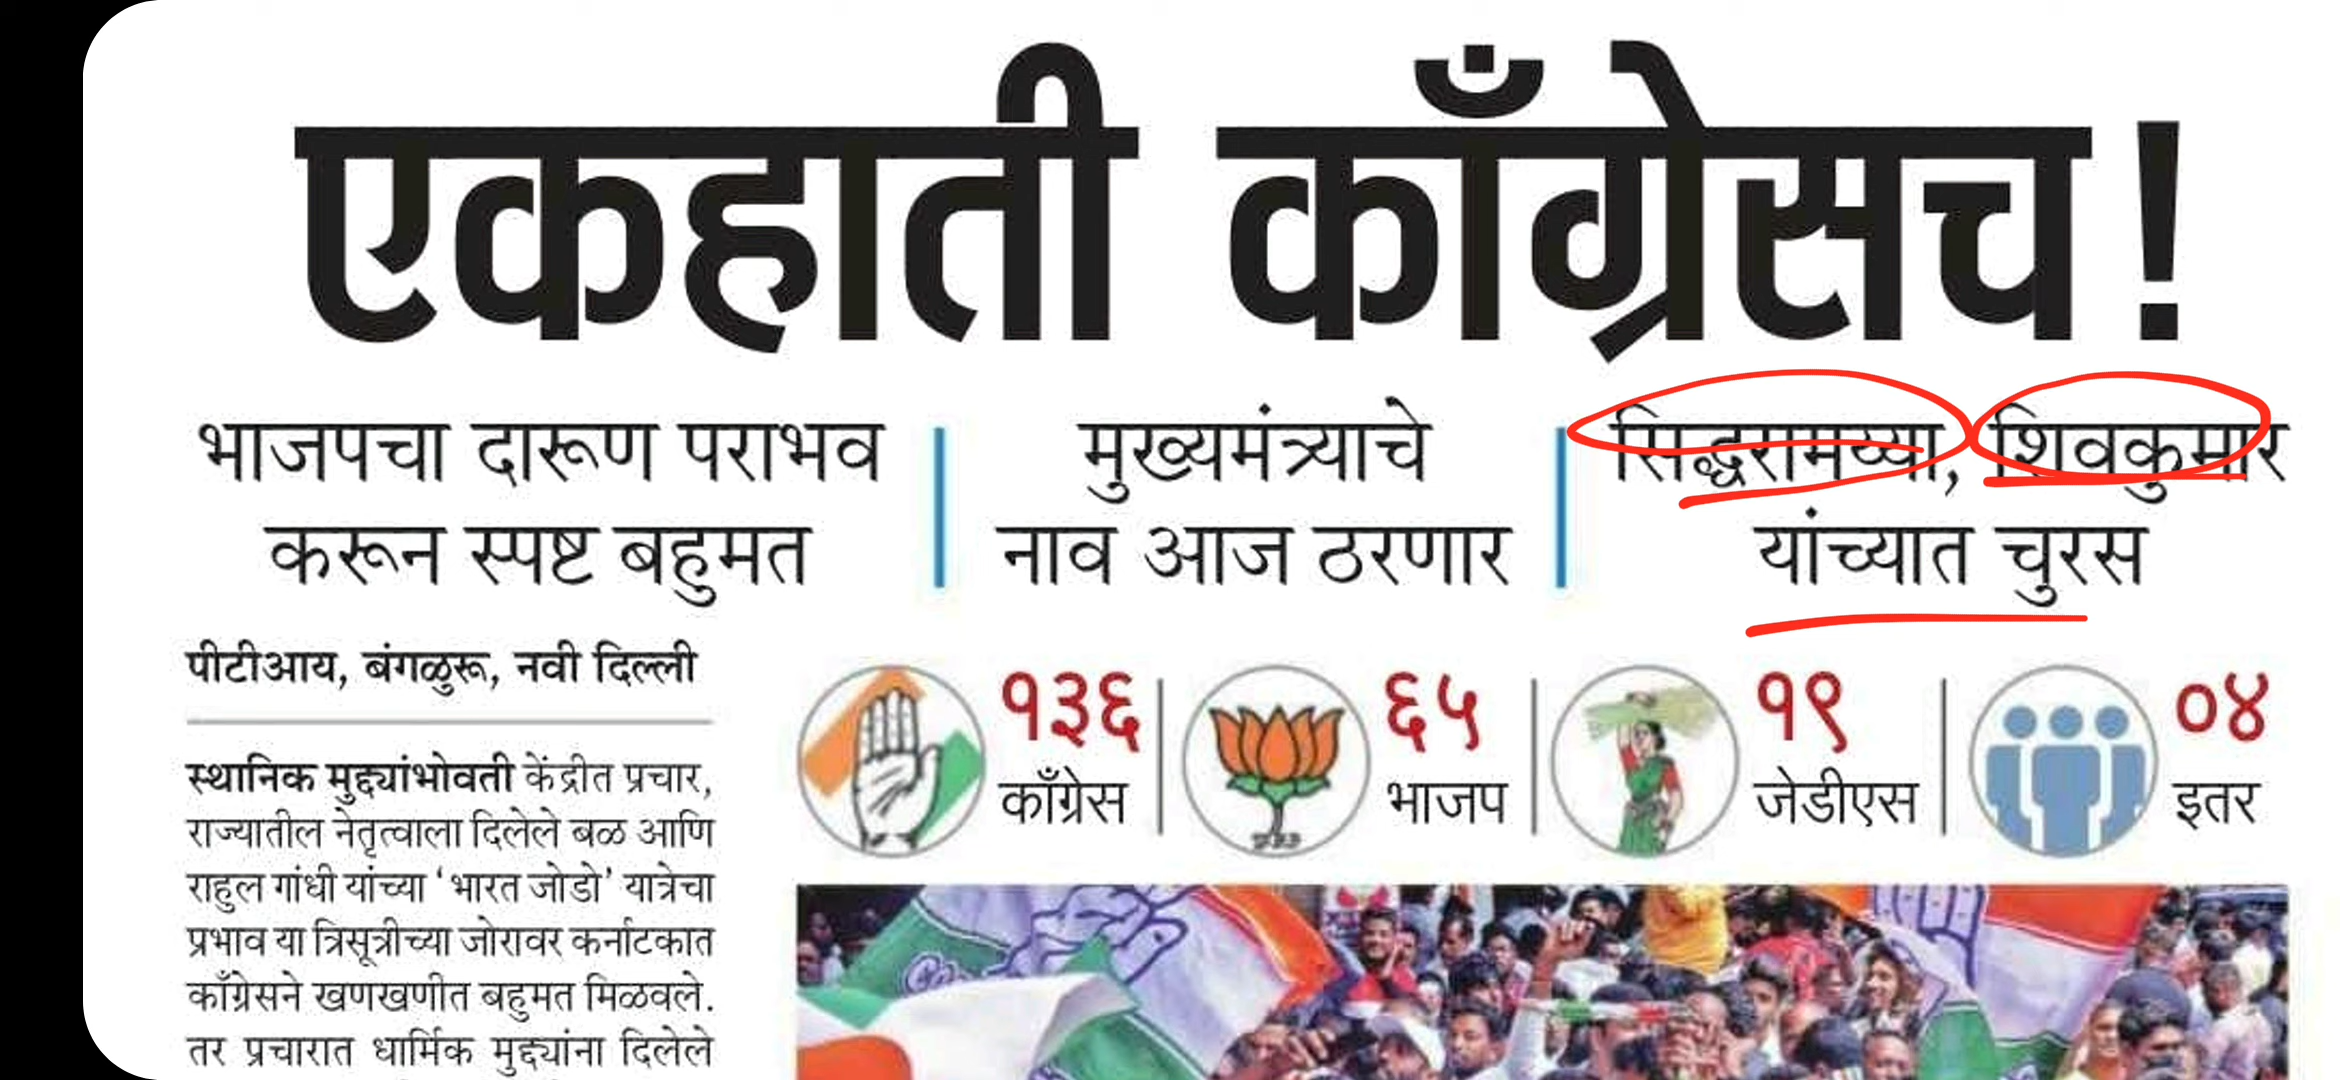 एकहाती काँग्रेसच!
भाजपचा दारूण पराभव
करून स्पष्ट बहुमत
मुख्यमंत्र्याचे
नाव आज ठरणार
सिद्धरामय्या, शिवकुमार
यांच्यात चुरस
पीटीआय, बंगळुरू, नवी दिल्ली
स्थानिक मुद्द्यांभोवती केंद्रीत प्रचार,
राज्यातील नेतृत्वाला दिलेले बळ आणि
राहुल गांधी यांच्या ‘भारत जोडो’ यात्रेचा
प्रभाव या त्रिसूत्रीच्या जोरावर कर्नाटकात
काँग्रेसने खणखणीत बहुमत मिळवले.
तर प्रचारात धार्मिक मुद्द्यांना दिलेले
१३६
काँग्रेस
६५
भाजप
१९
जेडीएस
०४
इतर